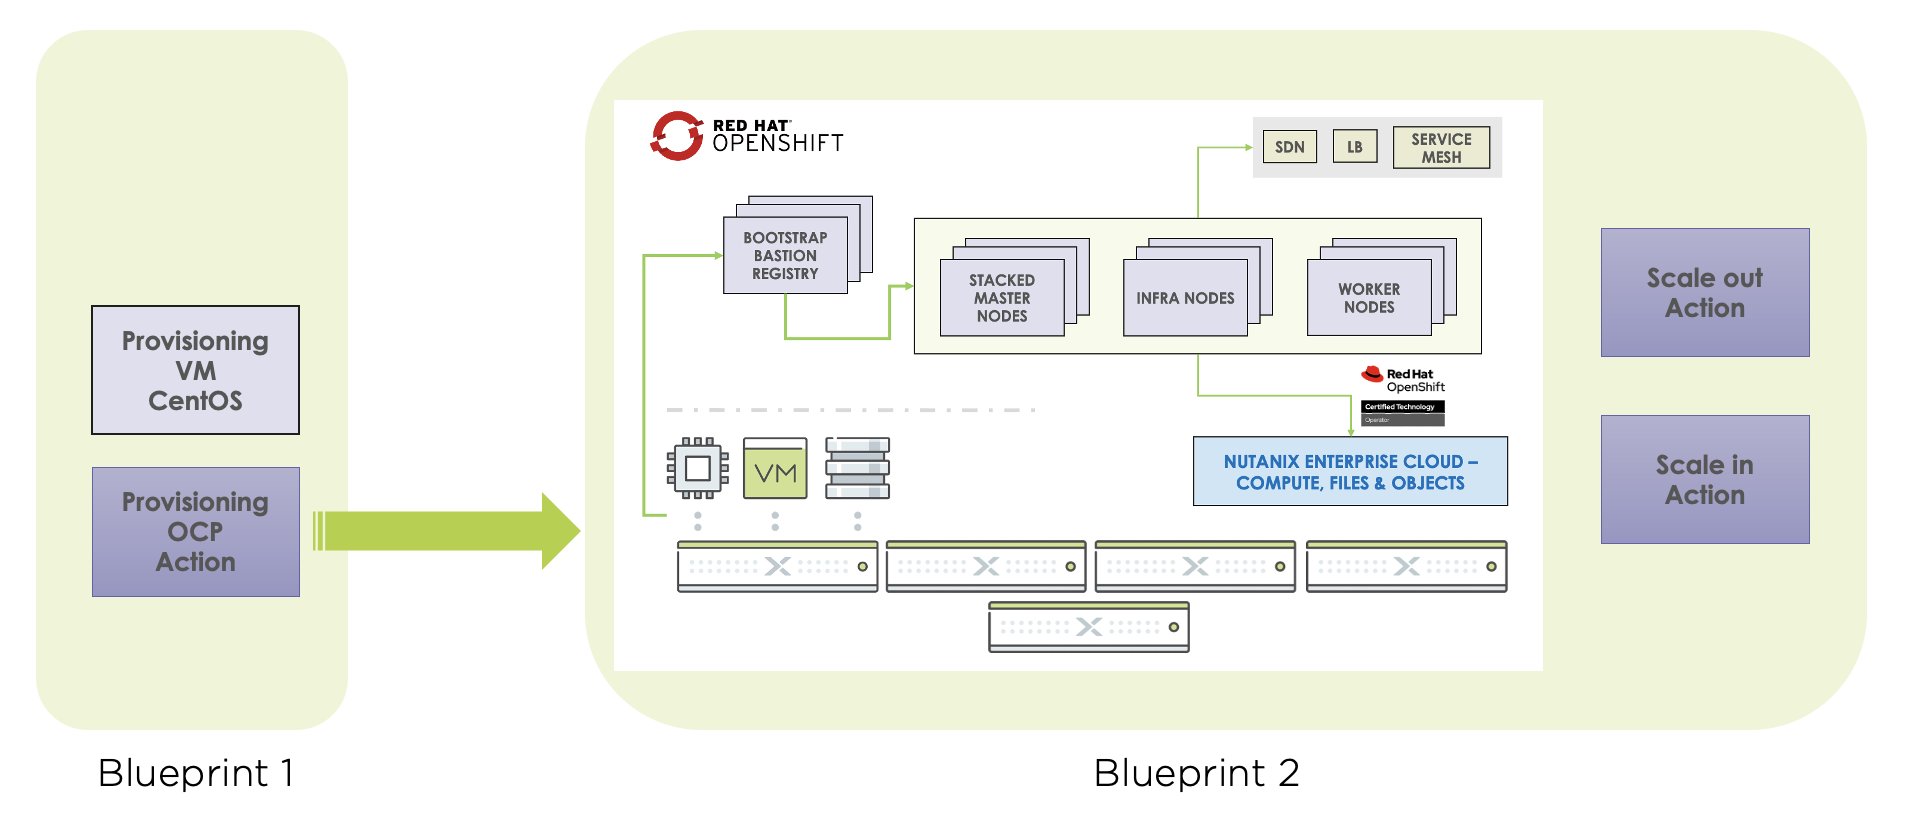 RED HAT
OPENSHIFT
SDN
LB
SERVICE
MESH
BOOTSTRAP
BASTION
REGISTRY
STACKED
MASTER
NODES
INFRA NODES
WORKER
NODES
Scale out
Action
Provisioning
VM
CentOS
Red Hat
OpenShift
Certified Technology
Operator
VM
NUTANIX ENTERPRISE CLOUD –
COMPUTE, FILES & OBJECTS
Scale in
Action
Provisioning
OCP
Action
Blueprint 1
Blueprint 2